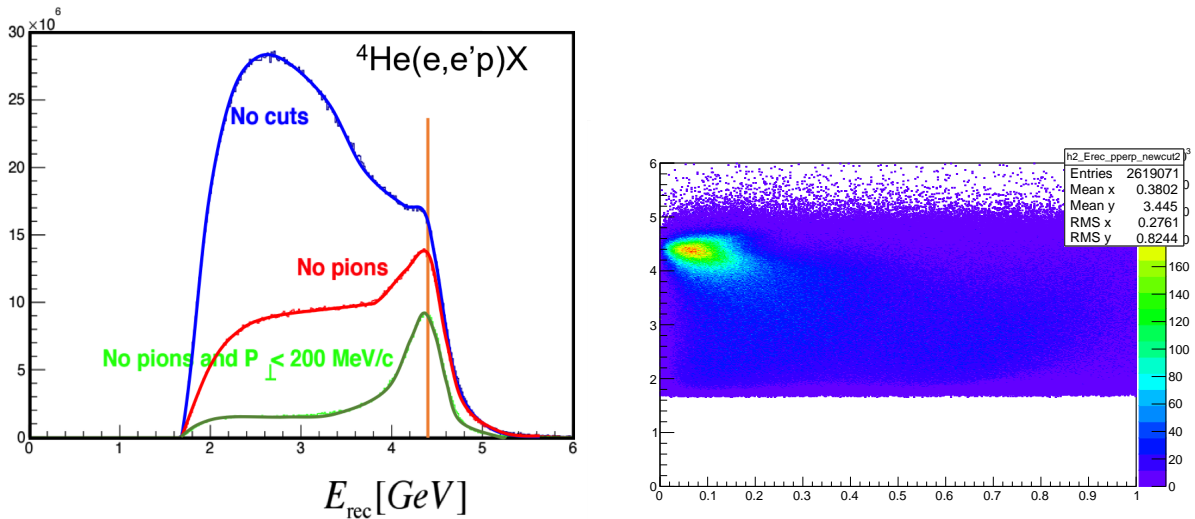 ×10⁶
⁴He(e,e'p)X
No cuts
No pions
No pions and P⊥< 200 MeV/c
30
25
20
15
10
5
0
0 1 2 3 4 5 6
E_rec [GeV]
h2_Erec_pperp_newcut2
Entries 2619071
Mean x 0.3802
Mean y 3.445
RMS x 0.2761
RMS y 0.8244
6
5
4
3
2
1
0
0 0.1 0.2 0.3 0.4 0.5 0.6 0.7 0.8 0.9 1
160
140
120
100
80
60
40
20
0